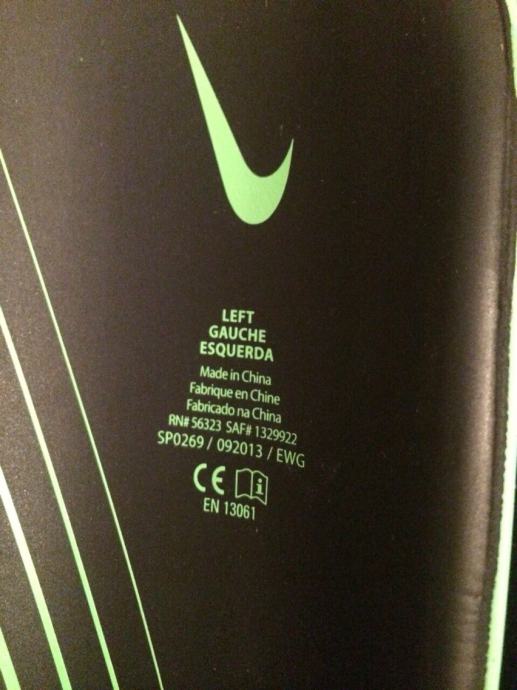 LEFT
GAUCHE
ESQUERDA
Made in China
Fabrique en Chine
Fabricado na China
RN# 56323 SAF# 1329922
SP0269 / 092013 / EWG
CE i
EN 13061